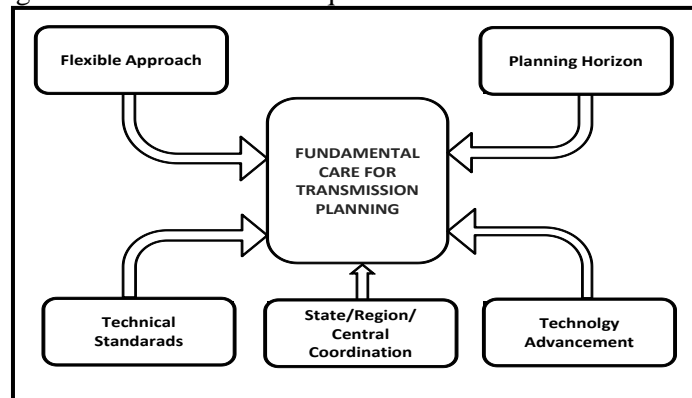 Flexible Approach
Planning Horizon
FUNDAMENTAL
CARE FOR
TRANSMISSION
PLANNING
Technical
Standarads
State/Region/
Central
Coordination
Technolgy
Advancement